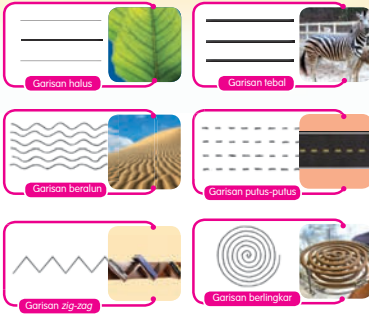 Garisan halus
Garisan tebal
Garisan beralun
Garisan putus-putus
Garisan zig-zag
Garisan berlingkar